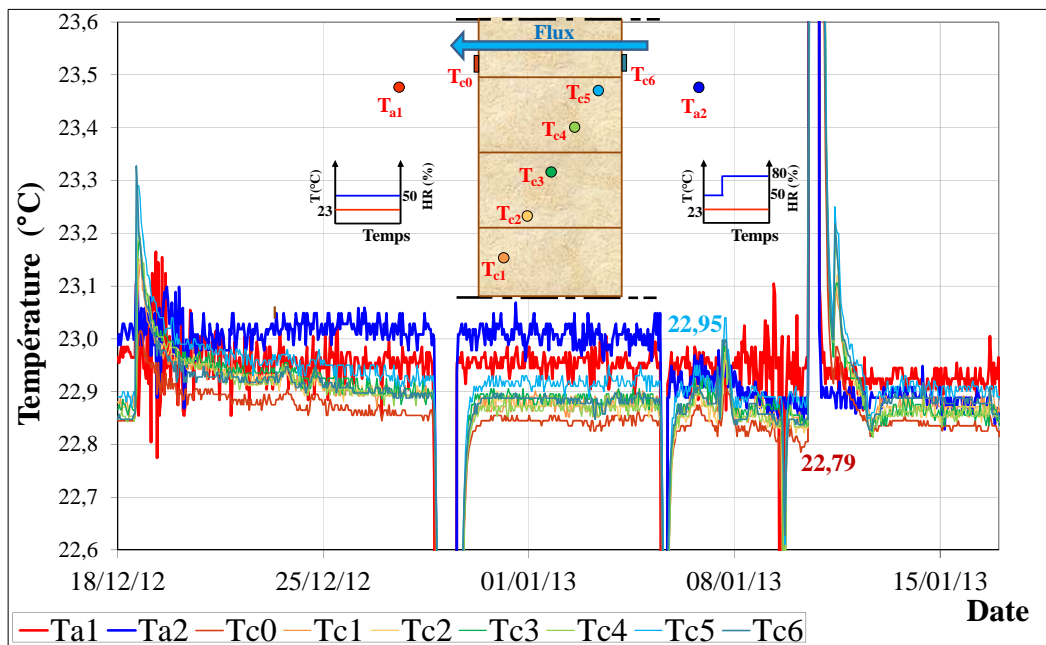 23,6
23,5
23,4
23,3
23,2
23,1
23,0
22,9
22,8
22,7
22,6
Température (°C)
Flux
Tc0
Tc6
Ta1
Tc5
Ta2
Tc4
Tc3
Tc2
Tc1
T(°C)
23
50
HR (%)
Temps
T(°C)
23
80
50
HR (%)
Temps
22,95
22,79
18/12/12
25/12/12
01/01/13
08/01/13
15/01/13
Date
Ta1 Ta2 Tc0 Tc1 Tc2 Tc3 Tc4 Tc5 Tc6